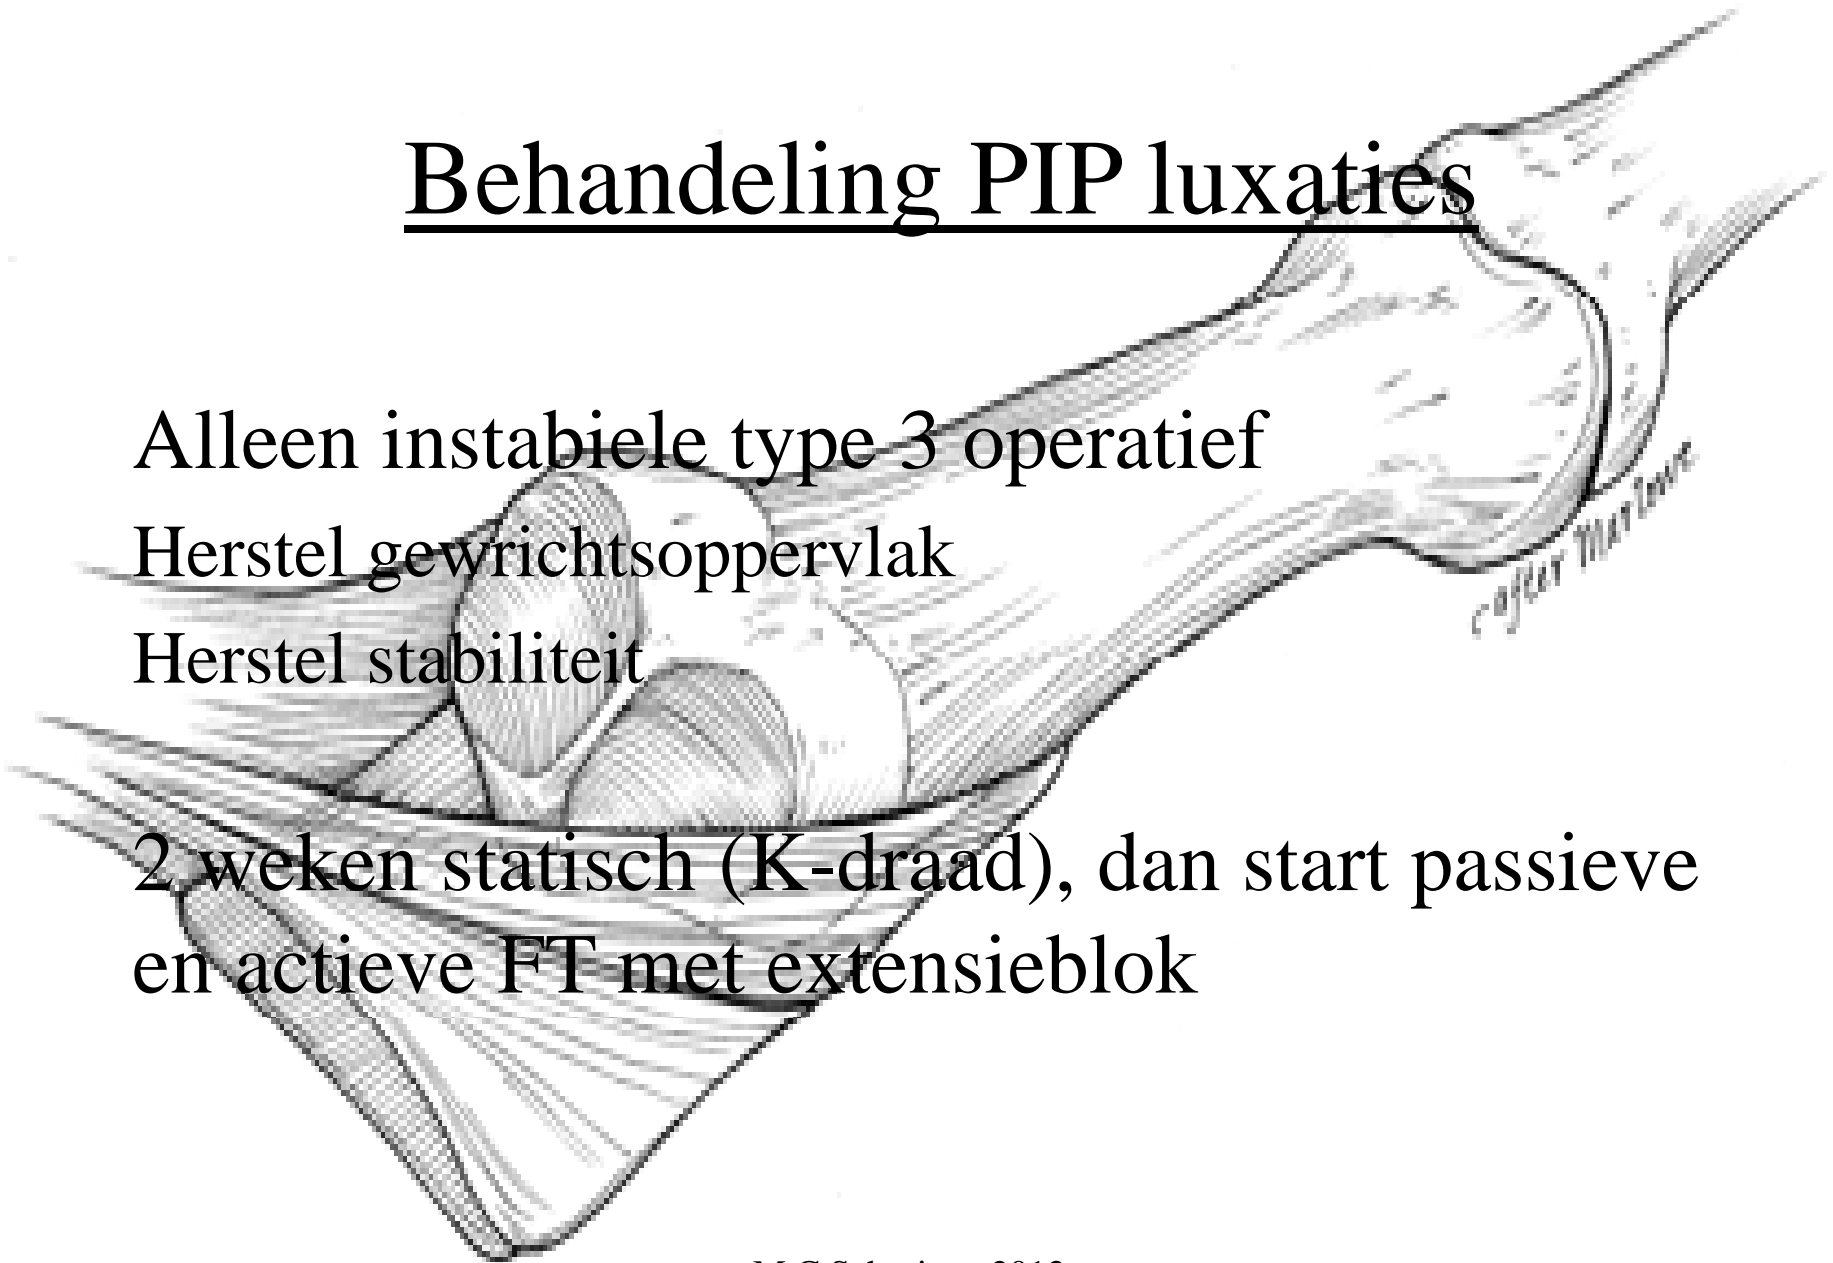 Behandeling PIP luxaties
Alleen instabiele type 3 operatief
Herstel gewrichtsoppervlak
Herstel stabiliteit
2 weken statisch (K-draad), dan start passieve
en actieve FT met extensieblok
after